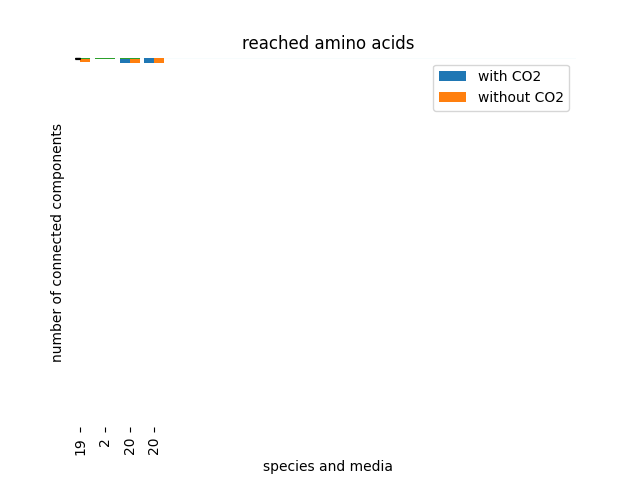 reached amino acids
with CO2
without CO2
number of connected components
19
2
20
20
species and media